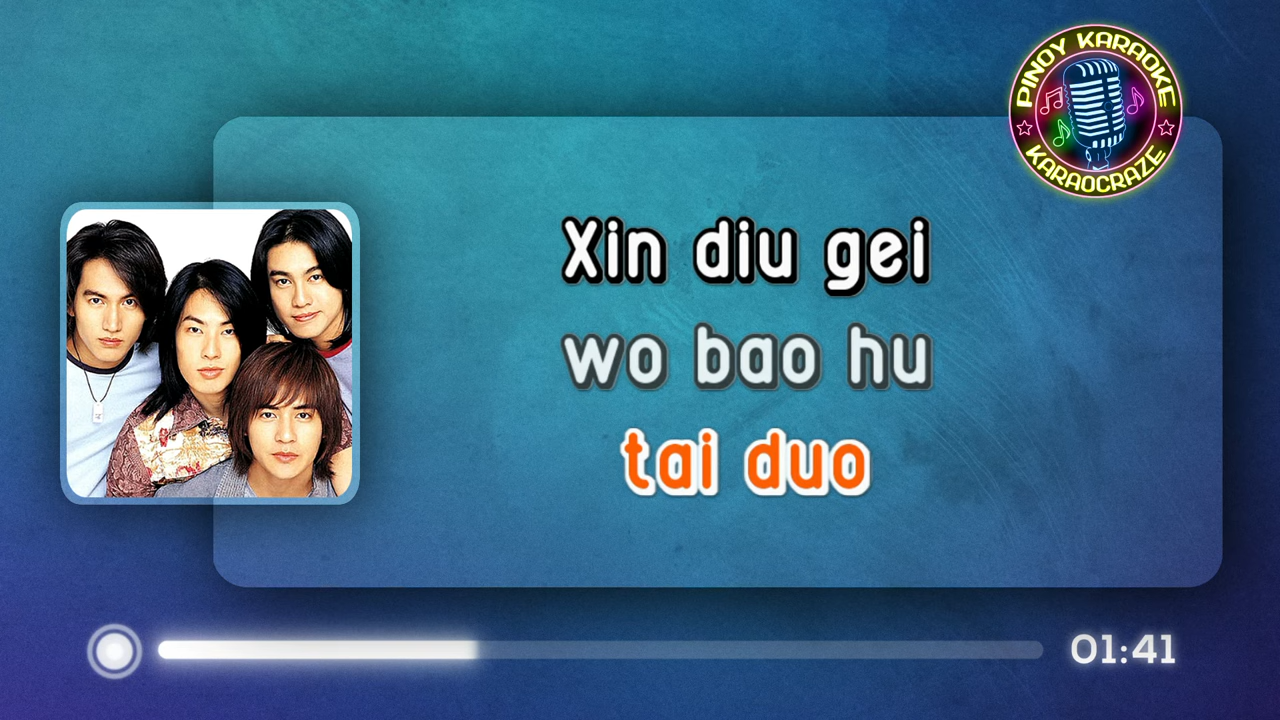 PINOY KARAOKE
KARAOCRAZE
Xin diu gei
wo bao hu
tai duo
01:41